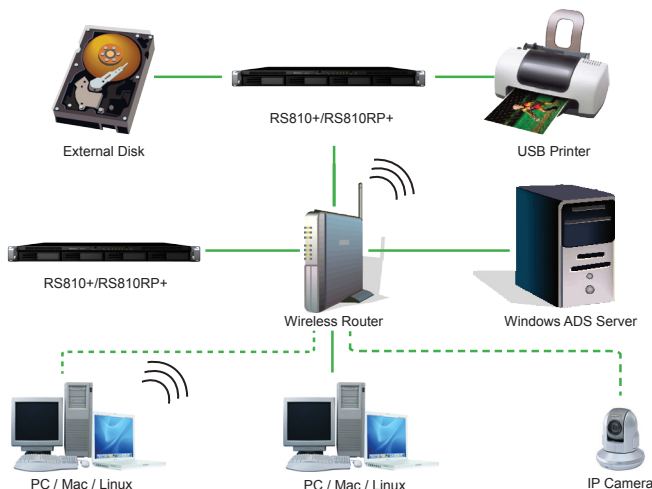 RS810+/RS810RP+
External Disk
USB Printer
RS810+/RS810RP+
Wireless Router
Windows ADS Server
PC / Mac / Linux
PC / Mac / Linux
IP Camera